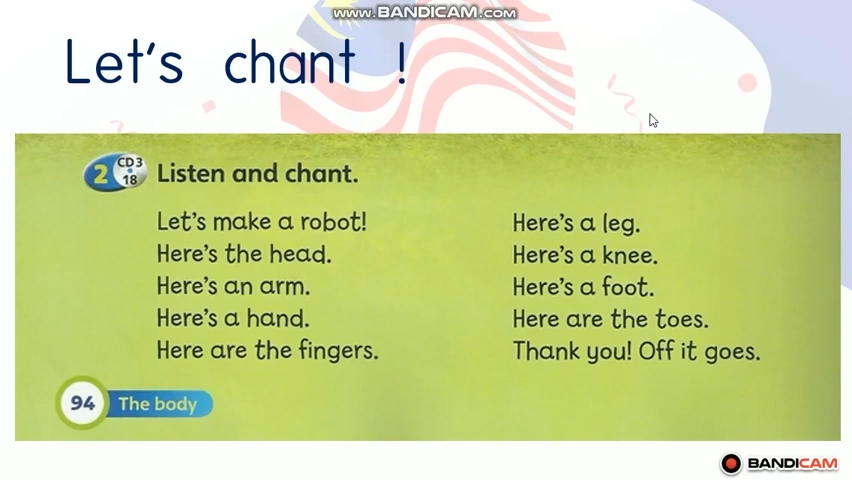 www.BANDICAM.com
Let's chant !
2 CD3 18 Listen and chant.
Let's make a robot!
Here's the head.
Here's an arm.
Here's a hand.
Here are the fingers.
Here's a leg.
Here's a knee.
Here's a foot.
Here are the toes.
Thank you! Off it goes.
94 The body
BANDICAM